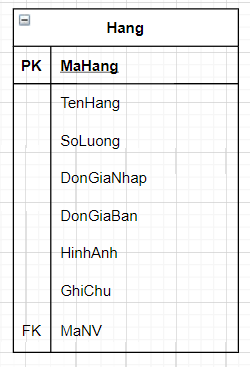 Hang
PK MaHang
TenHang
SoLuong
DonGiaNhap
DonGiaBan
HinhAnh
GhiChu
FK MaNV